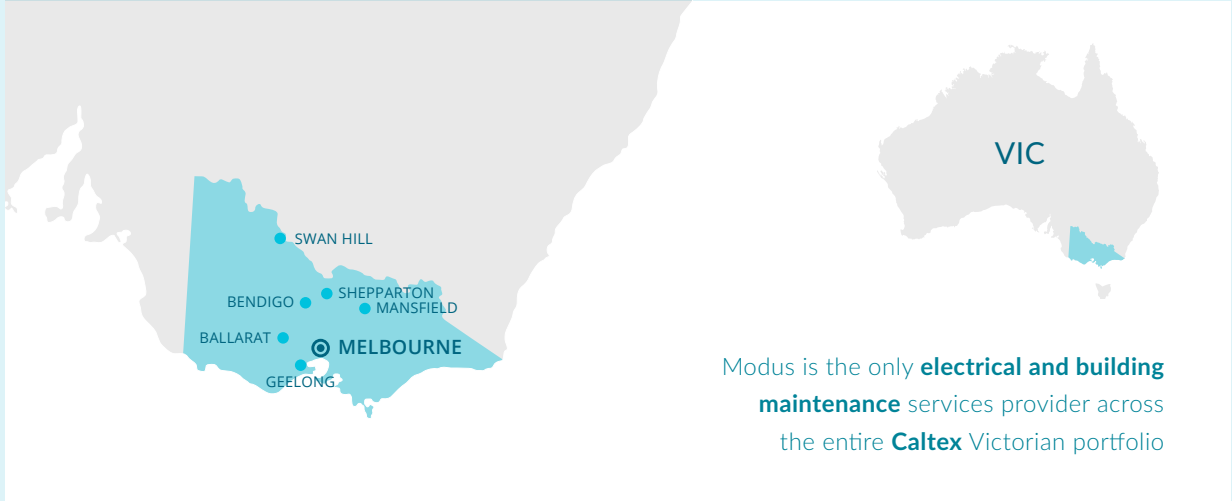 SWAN HILL
SHEPPARTON
BENDIGO
MANSFIELD
BALLARAT
MELBOURNE
GEELONG
VIC
Modus is the only electrical and building
maintenance services provider across
the entire Caltex Victorian portfolio